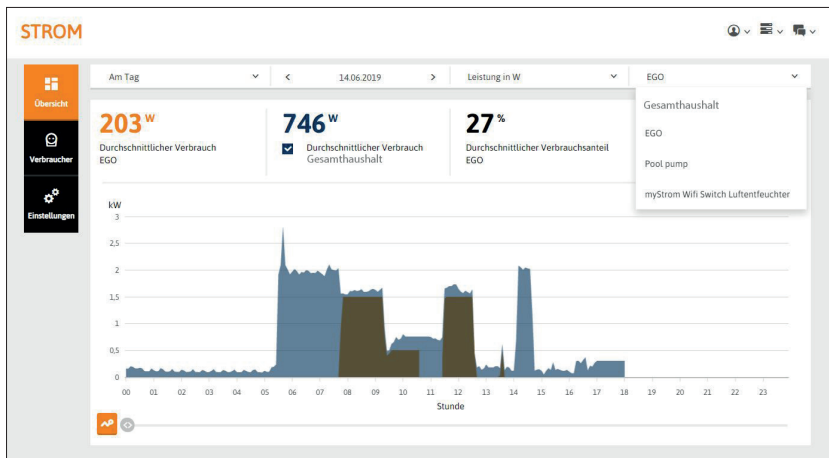 STROM
Am Tag
14.06.2019
Leistung in W
EGO
Übersicht
Verbraucher
Einstellungen
203 W
Durchschnittlicher Verbrauch
EGO
746 W
Durchschnittlicher Verbrauch
Gesamthaushalt
27 %
Durchschnittlicher Verbrauchsanteil
EGO
Gesamthaushalt
EGO
Pool pump
myStrom Wifi Switch Luftentfeuchter
kW
3
2,5
2
1,5
1
0,5
0
00 01 02 03 04 05 06 07 08 09 10 11 12 13 14 15 16 17 18 19 20 21 22 23
Stunde